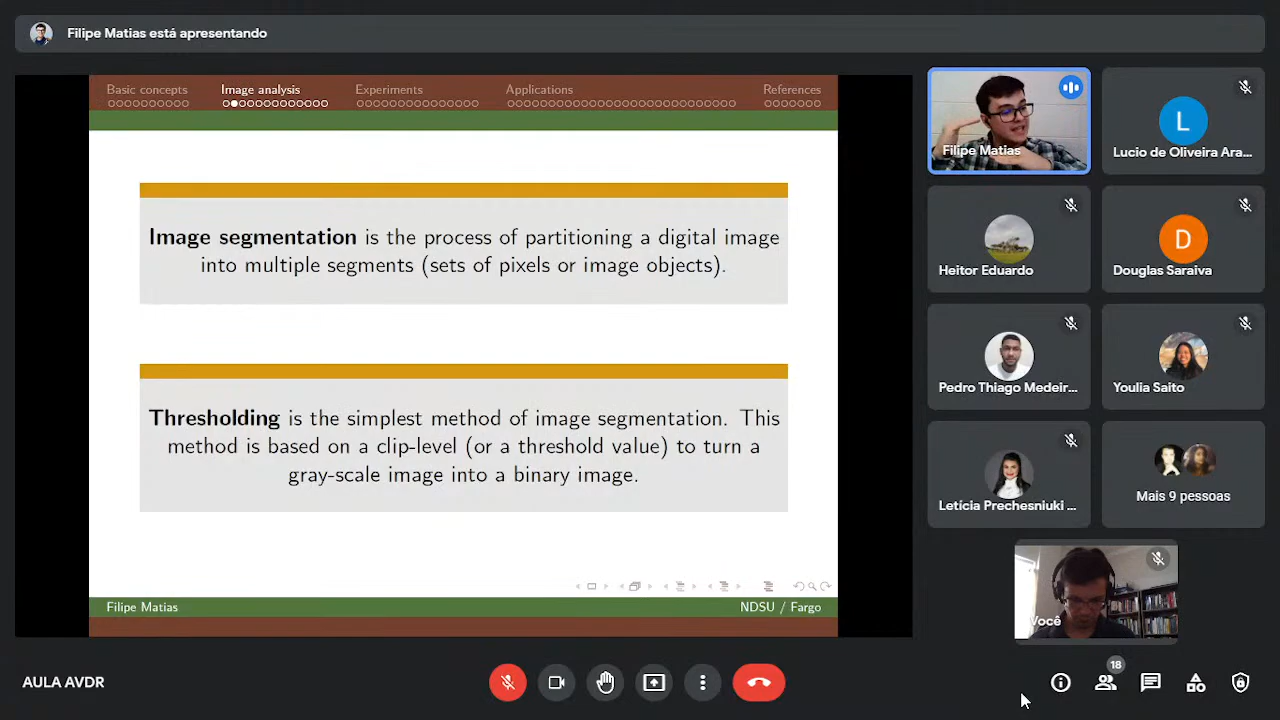 Filipe Matias está apresentando
Basic concepts
Image analysis
Experiments
Applications
References
Image segmentation is the process of partitioning a digital image
into multiple segments (sets of pixels or image objects).
Thresholding is the simplest method of image segmentation. This
method is based on a clip-level (or a threshold value) to turn a
gray-scale image into a binary image.
Filipe Matias
NDSU / Fargo
Filipe Matias
L
Lucio de Oliveira Ara...
Heitor Eduardo
D
Douglas Saraiva
Pedro Thiago Medeir...
Youlia Saito
Letícia Prechesniuki ...
Mais 9 pessoas
Você
AULA AVDR
18